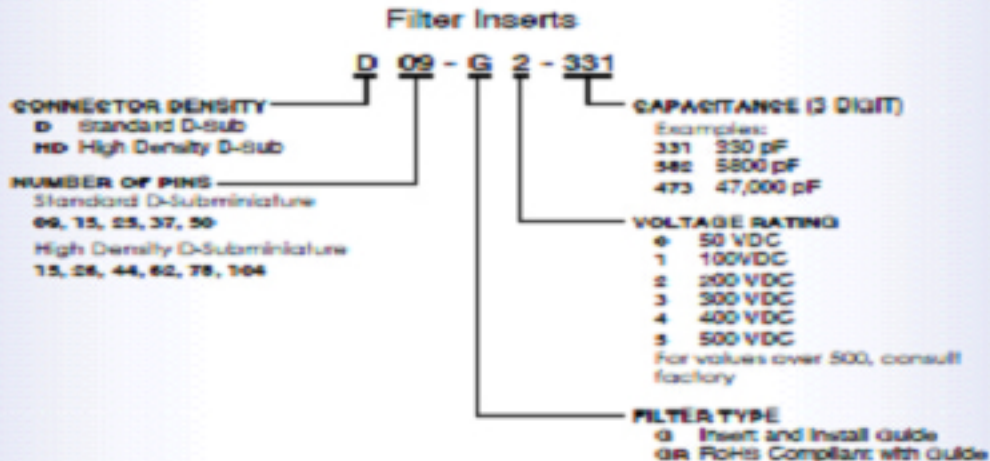 Filter Inserts
D 09 - G 2 - 331
CONNECTOR DENSITY
D Standard D-Sub
HD High Density D-Sub
NUMBER OF PINS
Standard D-Subminiature
09, 15, 25, 37, 50
High Density D-Subminiature
15, 26, 44, 62, 78, 104
CAPACITANCE (3 DIGIT)
Examples:
331 330 pF
582 5800 pF
473 47,000 pF
VOLTAGE RATING
0 50 VDC
1 100VDC
2 200 VDC
3 300 VDC
4 400 VDC
5 500 VDC
For values over 500, consult
factory
FILTER TYPE
G Insert and Install Guide
GR RoHS Compliant with Guide